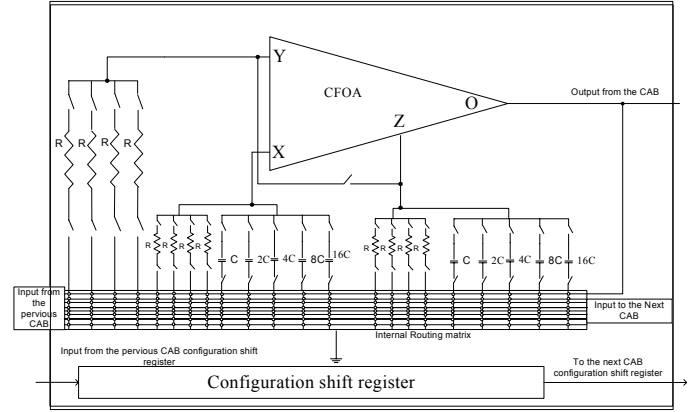 Y
CFOA
O
Output from the CAB
Z
X
R
R
R
R
R
R
R
R
C
2C
4C
8C
16C
R
R
R
R
C
2C
4C
8C
16C
Input from
the
pervious
CAB
Input to the Next
CAB
Internal Routing matrix
Input from the pervious CAB configuration shift
register
To the next CAB
configuration shift register
Configuration shift register